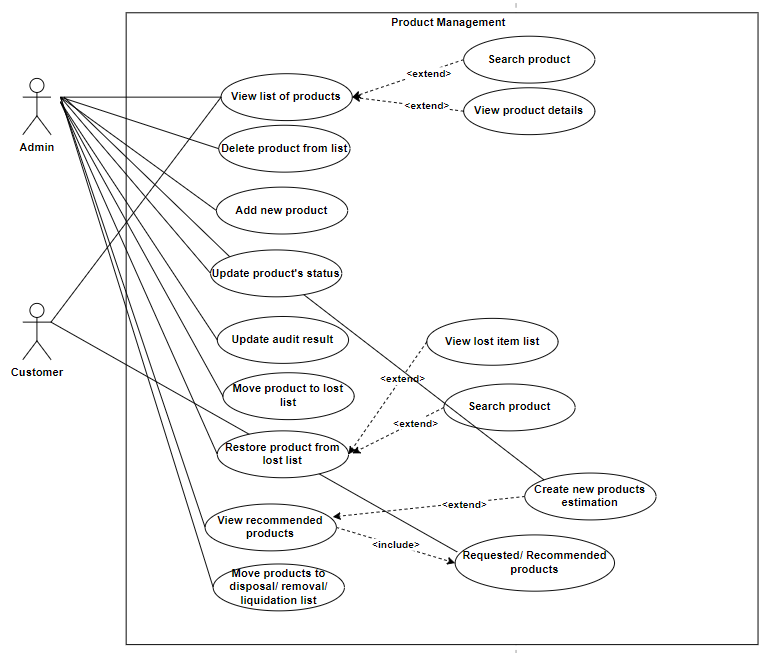 Product Management
Search product
<extend>
View list of products
<extend>
View product details
Admin
Delete product from list
Add new product
Update product's status
Update audit result
View lost item list
Customer
<extend>
Move product to lost
list
Search product
<extend>
Restore product from
lost list
Create new products
estimation
<extend>
View recommended
products
<include>
Requested/ Recommended
products
Move products to
disposal/ removal/
liquidation list